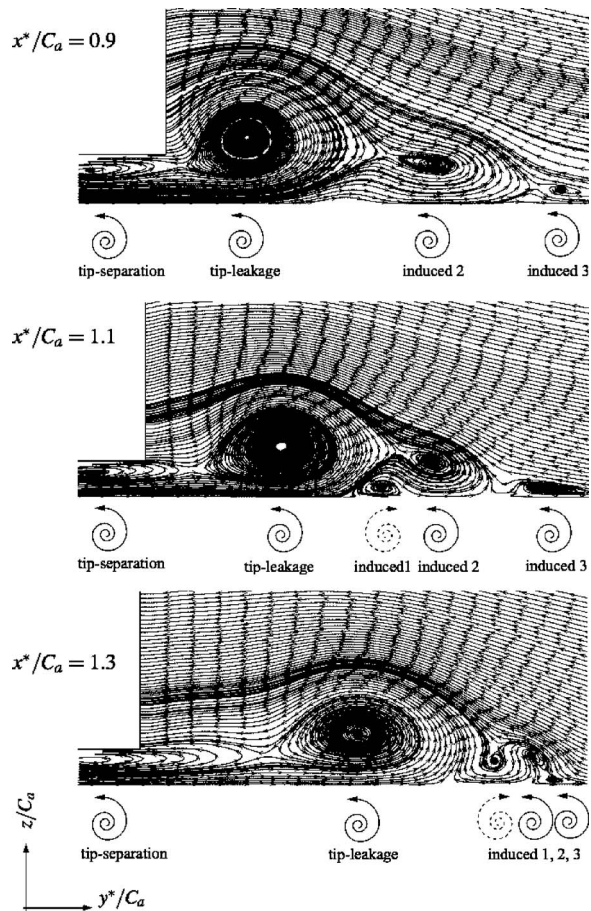 x*/Cₐ = 0.9
tip-separation tip-leakage induced 2 induced 3
x*/Cₐ = 1.1
tip-separation tip-leakage induced1 induced 2 induced 3
x*/Cₐ = 1.3
tip-separation tip-leakage induced 1, 2, 3
z/Cₐ
y*/Cₐ